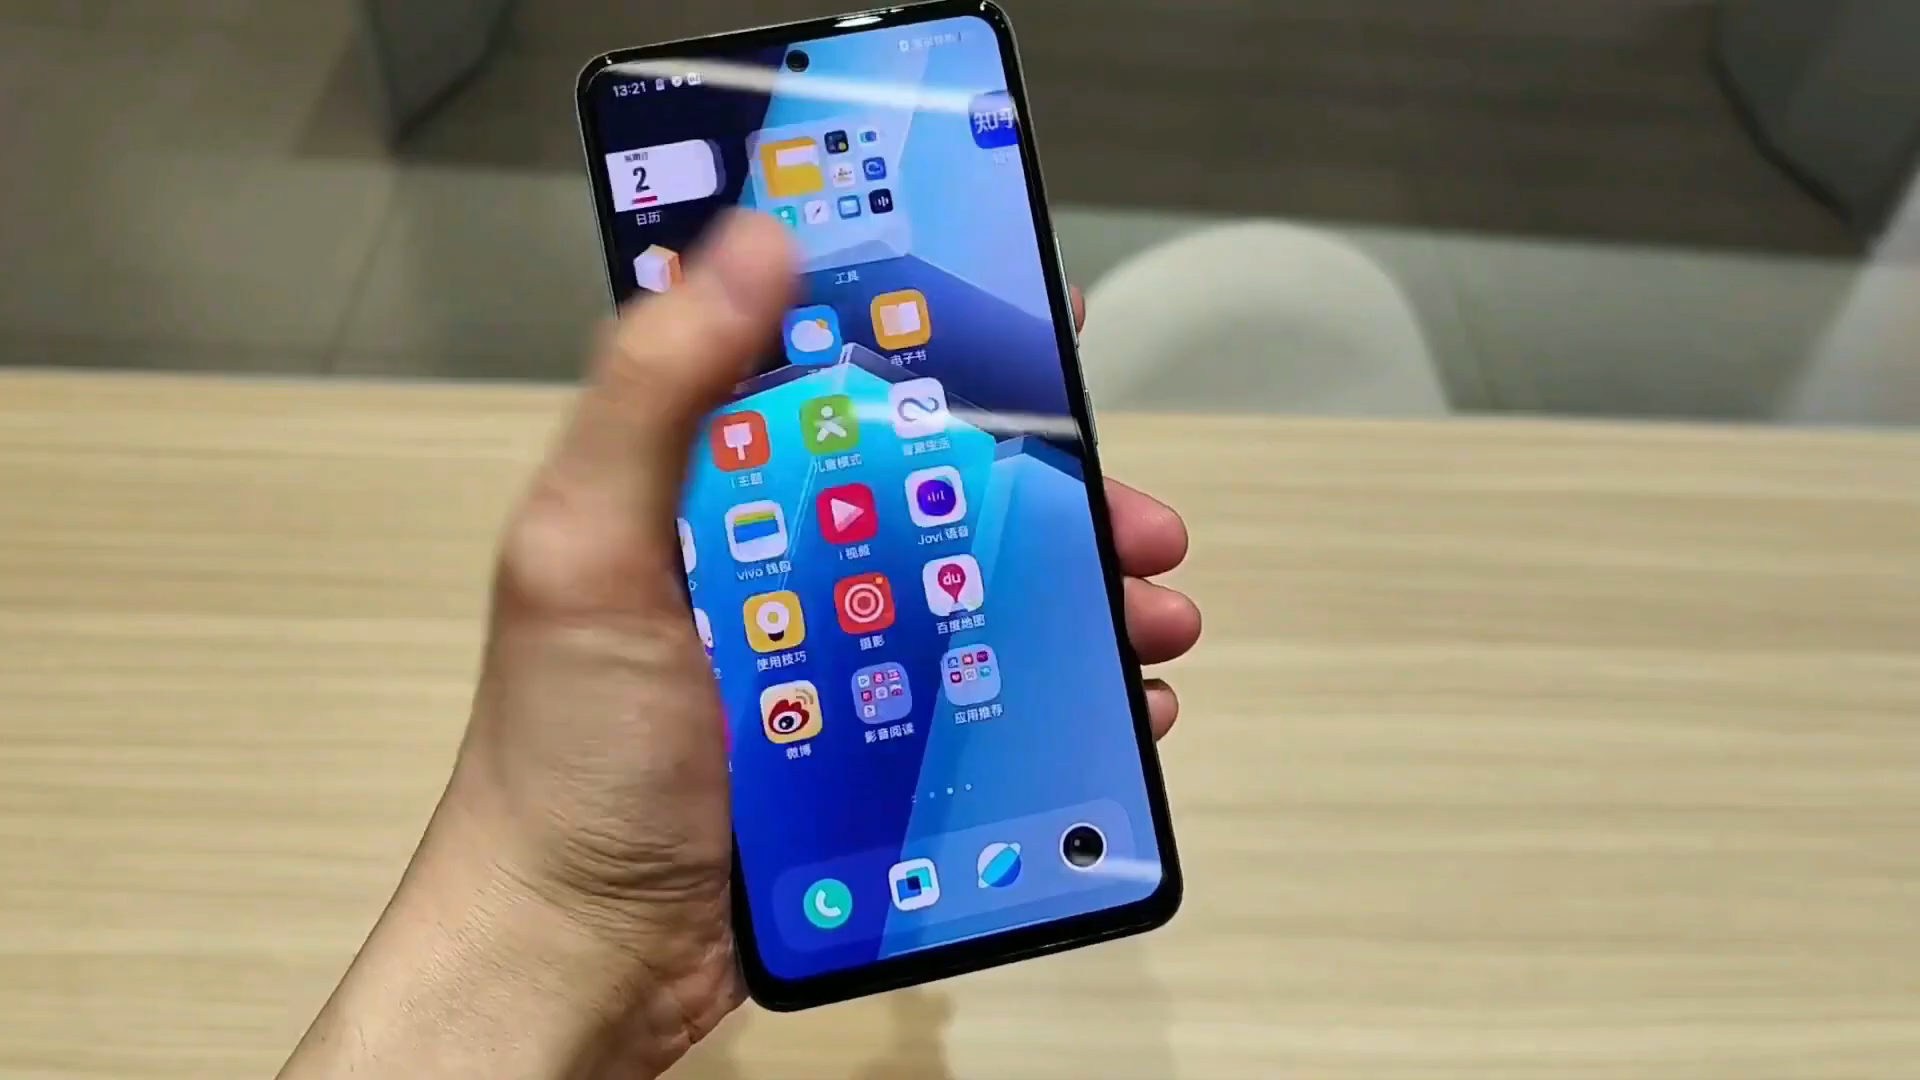 13:21
知乎
2
日历
工具
电子书
i 主题
儿童模式
智慧生活
vivo 钱包
i 视频
Jovi 语音
du
使用技巧
摄影
百度地图
微博
影音阅读
应用推荐